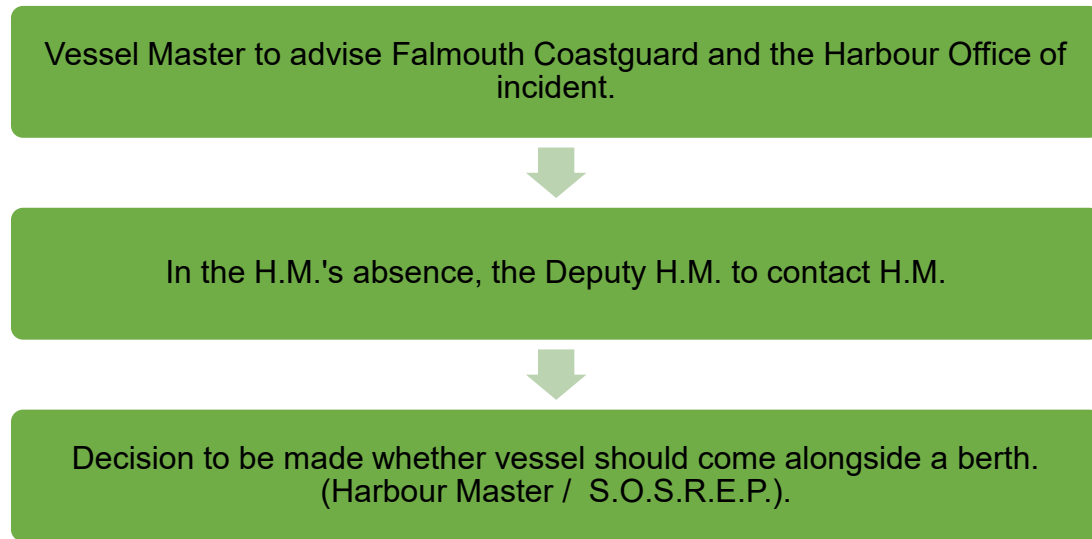 Vessel Master to advise Falmouth Coastguard and the Harbour Office of
incident.
In the H.M.'s absence, the Deputy H.M. to contact H.M.
Decision to be made whether vessel should come alongside a berth.
(Harbour Master /  S.O.S.R.E.P.).